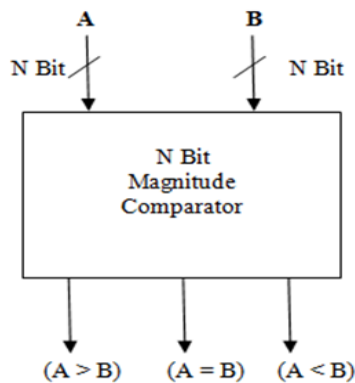 A B
N Bit N Bit
N Bit
Magnitude
Comparator
(A > B) (A = B) (A < B)